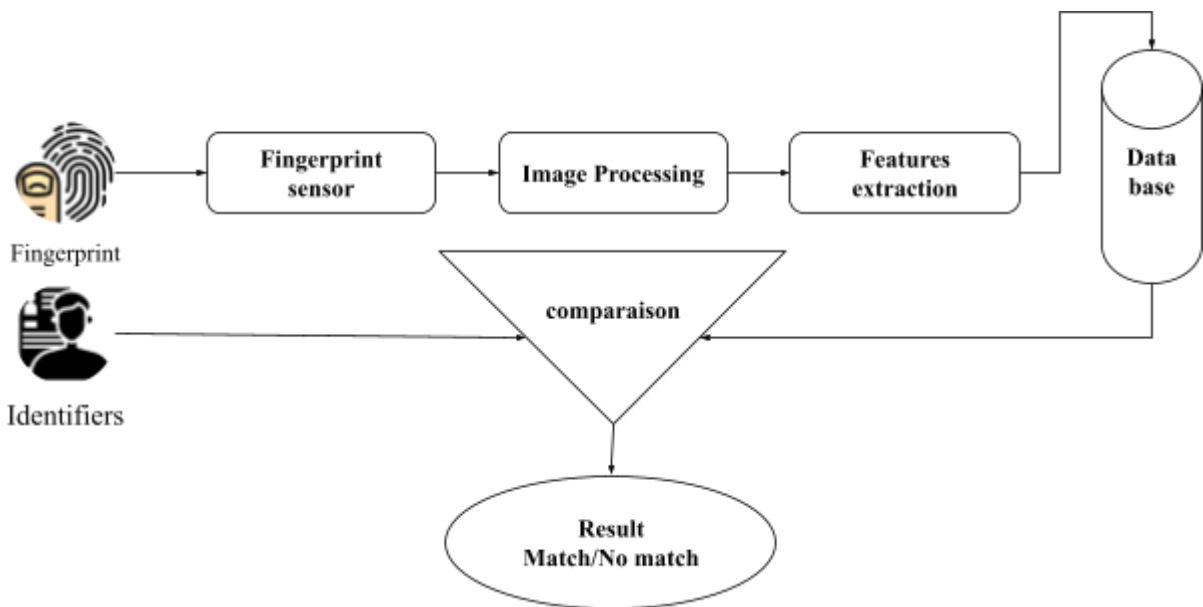 Fingerprint
sensor
Image Processing
Features
extraction
Data
base
Fingerprint
comparaison
Identifiers
Result
Match/No match